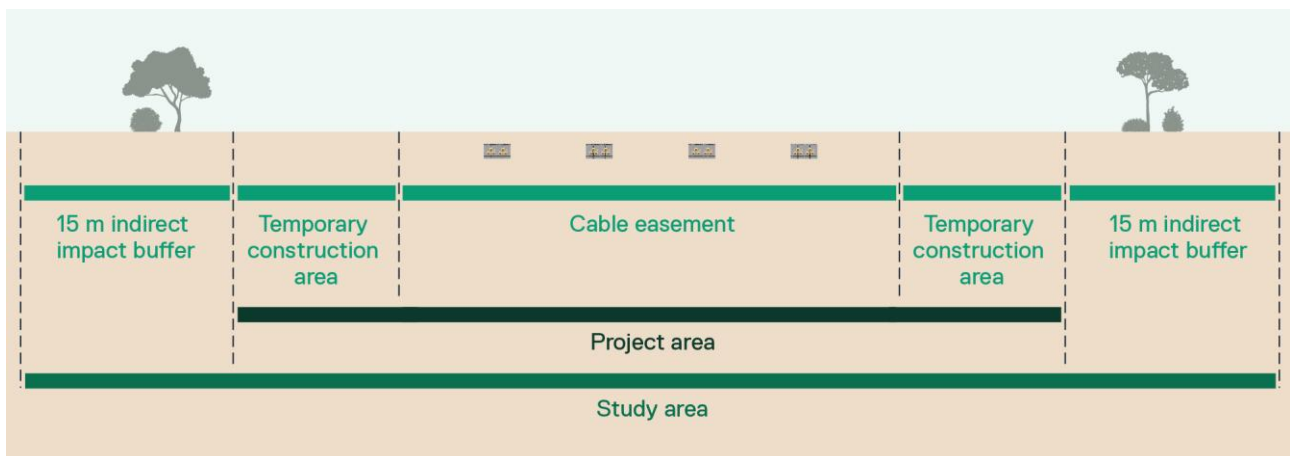 15 m indirect
impact buffer
Temporary
construction
area
Cable easement
Temporary
construction
area
15 m indirect
impact buffer
Project area
Study area